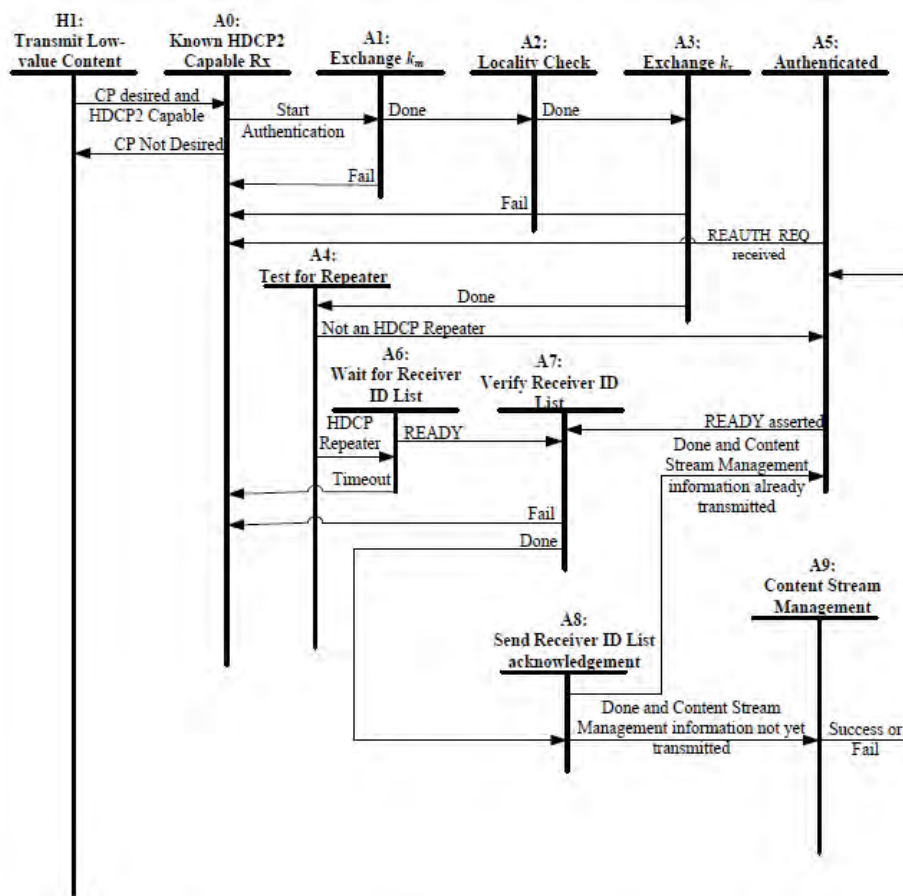 H1:
Transmit Low-
value Content
A0:
Known HDCP2
Capable Rx
A1:
Exchange km
A2:
Locality Check
A3:
Exchange ks
A5:
Authenticated
CP desired and
HDCP2 Capable
Start
Authentication
Done
Done
CP Not Desired
Fail
Fail
REAUTH_REQ
received
A4:
Test for Repeater
Done
Not an HDCP Repeater
A6:
Wait for Receiver
ID List
A7:
Verify Receiver ID
List
HDCP
Repeater
READY
READY asserted
Done and Content
Stream Management
information already
transmitted
Timeout
Fail
Done
A9:
Content Stream
Management
A8:
Send Receiver ID List
acknowledgement
Done and Content Stream
Management information not yet
transmitted
Success or
Fail